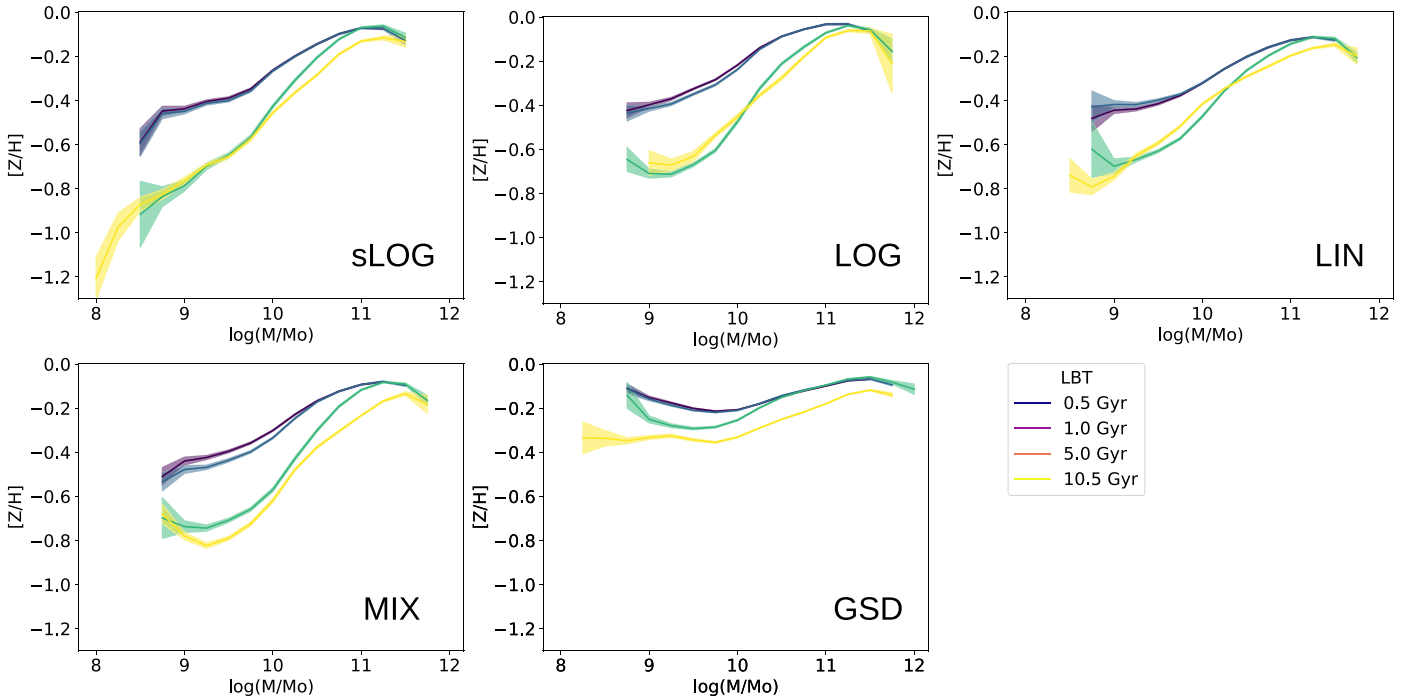 0.0
−0.2
−0.4
−0.6
−0.8
−1.0
−1.2
[Z/H]
8 9 10 11 12
log(M/Mo)
sLOG
0.0
−0.2
−0.4
−0.6
−0.8
−1.0
−1.2
[Z/H]
8 9 10 11 12
log(M/Mo)
LOG
0.0
−0.2
−0.4
−0.6
−0.8
−1.0
−1.2
[Z/H]
8 9 10 11 12
log(M/Mo)
LIN
0.0
−0.2
−0.4
−0.6
−0.8
−1.0
−1.2
[Z/H]
8 9 10 11 12
log(M/Mo)
MIX
0.0
−0.2
−0.4
−0.6
−0.8
−1.0
−1.2
[Z/H]
8 9 10 11 12
log(M/Mo)
GSD
LBT
0.5 Gyr
1.0 Gyr
5.0 Gyr
10.5 Gyr